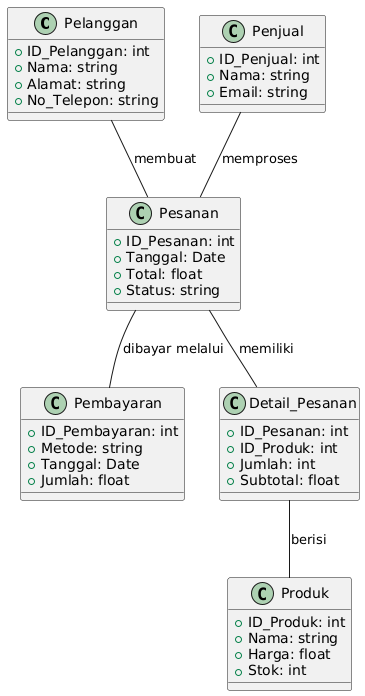 C Pelanggan
ID_Pelanggan: int
Nama: string
Alamat: string
No_Telepon: string
C Penjual
ID_Penjual: int
Nama: string
Email: string
membuat
memproses
C Pesanan
ID_Pesanan: int
Tanggal: Date
Total: float
Status: string
dibayar melalui
memiliki
C Pembayaran
ID_Pembayaran: int
Metode: string
Tanggal: Date
Jumlah: float
C Detail_Pesanan
ID_Pesanan: int
ID_Produk: int
Jumlah: int
Subtotal: float
berisi
C Produk
ID_Produk: int
Nama: string
Harga: float
Stok: int